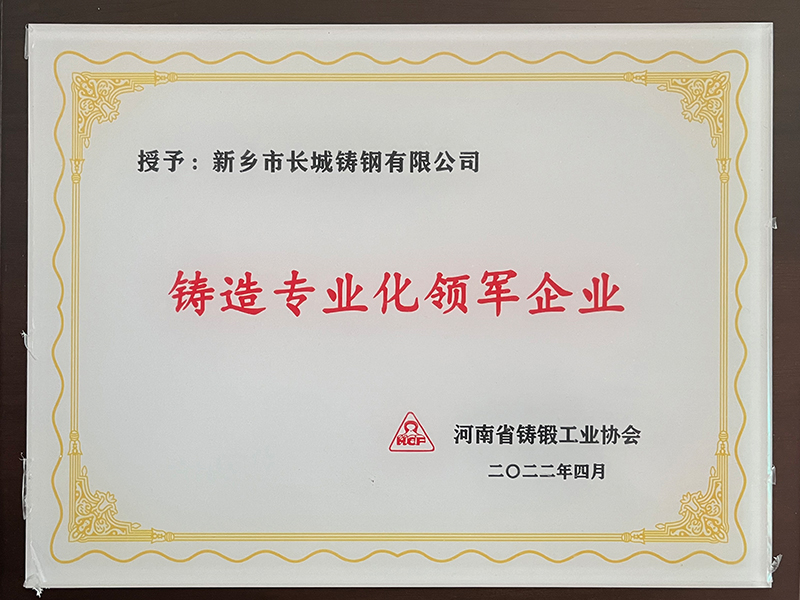 授予：新乡市长城铸钢有限公司
铸造专业化领军企业
HCF
河南省铸锻工业协会
二〇二二年四月